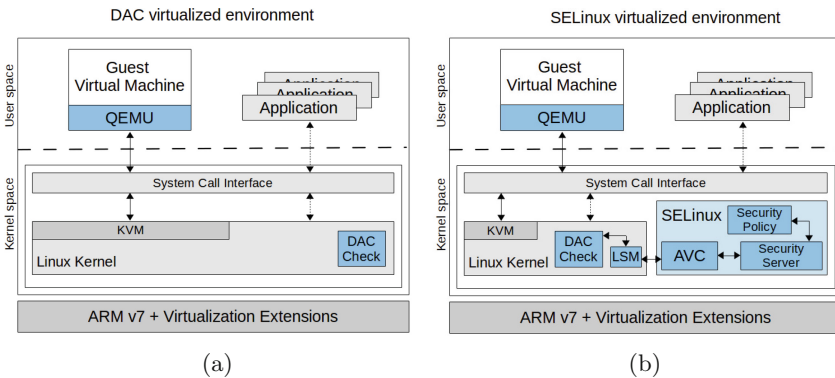 DAC virtualized environment
User space
Guest
Virtual Machine
QEMU
Application
Application
Application
Kernel space
System Call Interface
KVM
Linux Kernel
DAC
Check
ARM v7 + Virtualization Extensions
(a)
SELinux virtualized environment
User space
Guest
Virtual Machine
QEMU
Application
Application
Application
Kernel space
System Call Interface
KVM
Linux Kernel
DAC
Check
LSM
SELinux
Security
Policy
AVC
Security
Server
ARM v7 + Virtualization Extensions
(b)